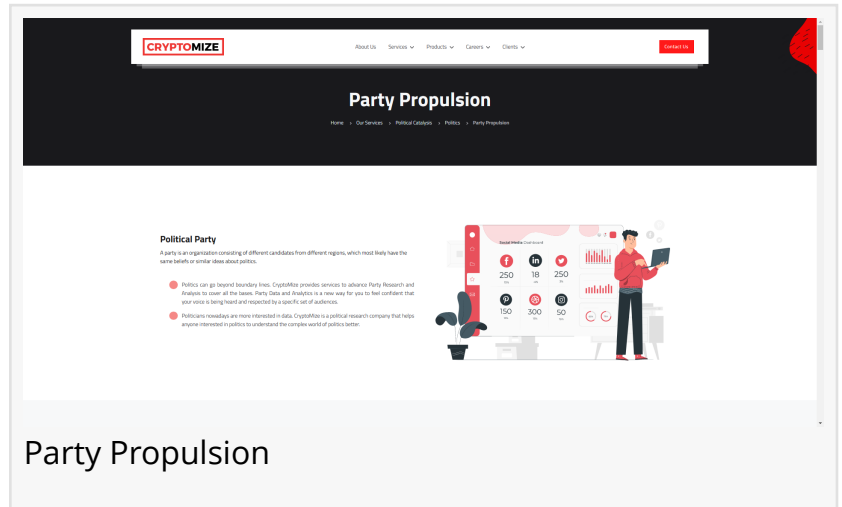 CRYPTOMIZE
About Us Services Products Careers Clients
Contact Us
Party Propulsion
Home > Our Services > Political Catalysis > Politics > Party Propulsion
Political Party
A party is an organization consisting of different candidates from different regions, which most likely have the
same beliefs or similar ideas about politics.
Politics can go beyond boundary lines. CryptoMize provides services to advance Party Research and
Analysis to cover all the bases. Party Data and Analytics is a new way for you to feel confident that
your voice is being heard and respected by a specific set of audiences.
Politicians nowadays are more interested in data. CryptoMize is a political research company that helps
anyone interested in politics to understand the complex world of politics better.
Social Media Dashboard
250 18 250
150 300 50
Party Propulsion